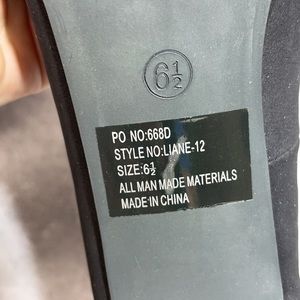 6½
PO NO:668D
STYLE NO:LIANE-12
SIZE:6½
ALL MAN MADE MATERIALS
MADE IN CHINA